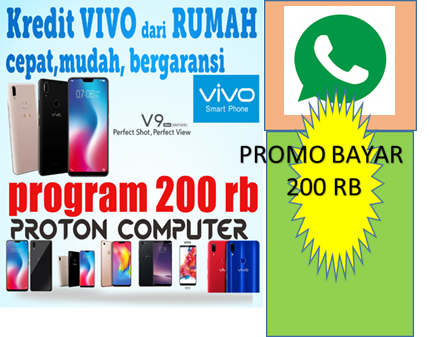 Kredit VIVO dari RUMAH
cepat,mudah, bergaransi
vivo
Smart Phone
V9
Perfect Shot, Perfect View
program 200 rb
PROTON COMPUTER
PROMO BAYAR
200 RB